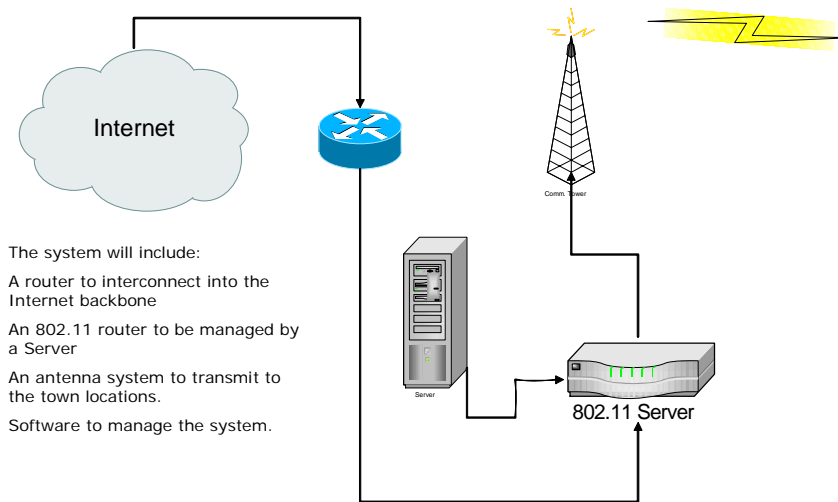 Internet
Comm. Tower
The system will include:
A router to interconnect into the
Internet backbone
An 802.11 router to be managed by
a Server
An antenna system to transmit to
the town locations.
Software to manage the system.
Server
802.11 Server